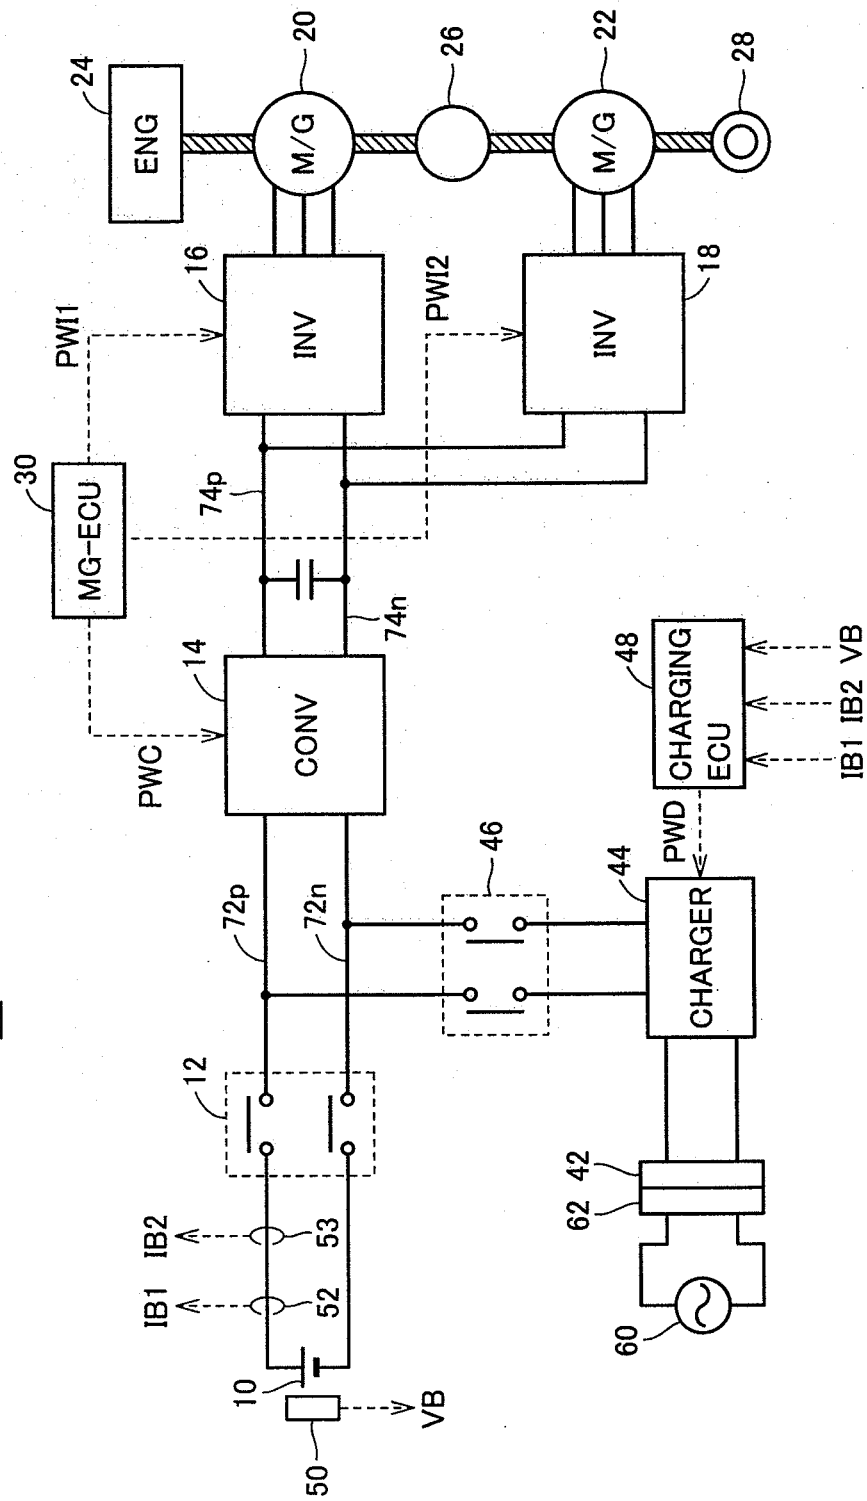 24
ENG
20
M/G
26
22
M/G
28
16
INV
PWI1
PWI2
18
INV
30
MG-ECU
74p
74n
14
CONV
PWC
48
CHARGING
ECU
IB1
IB2
VB
PWD
72p
72n
46
44
CHARGER
12
IB2
53
IB1
52
42
62
10
50
VB
60